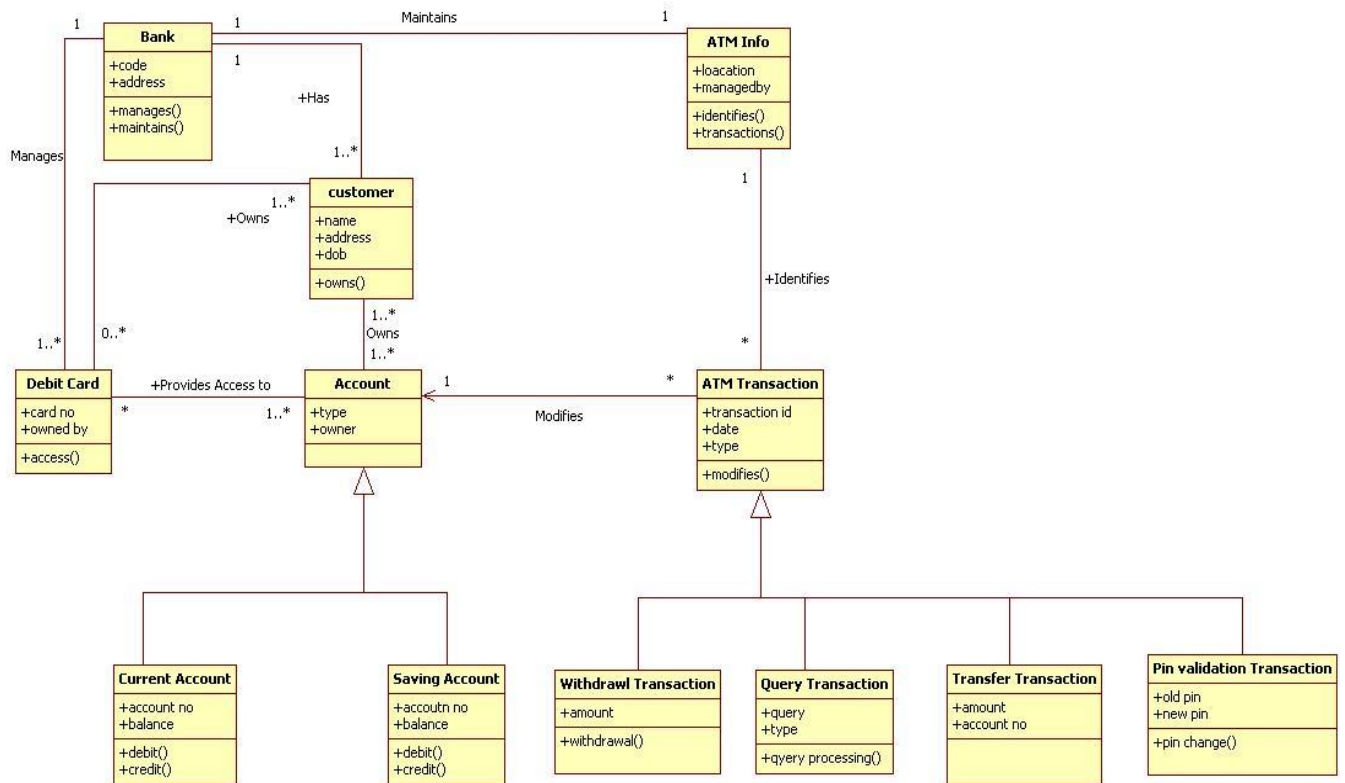 1
Bank
+code
+address
+manages()
+maintains()
1
Maintains
1
1
ATM Info
+loacation
+managedby
+identifies()
+transactions()
+Has
Manages
1..*
1
customer
+name
+address
+dob
+owns()
1..*
+Owns
+Identifies
1..*
0..*
1..*
Owns
1..*
*
Debit Card
+card no
+owned by
+access()
+Provides Access to
*
1..*
Account
+type
+owner
1
*
Modifies
ATM Transaction
+transaction id
+date
+type
+modifies()
Current Account
+account no
+balance
+debit()
+credit()
Saving Account
+accoutn no
+balance
+debit()
+credit()
Withdrawl Transaction
+amount
+withdrawal()
Query Transaction
+query
+type
+qyery processing()
Transfer Transaction
+amount
+account no
Pin validation Transaction
+old pin
+new pin
+pin change()